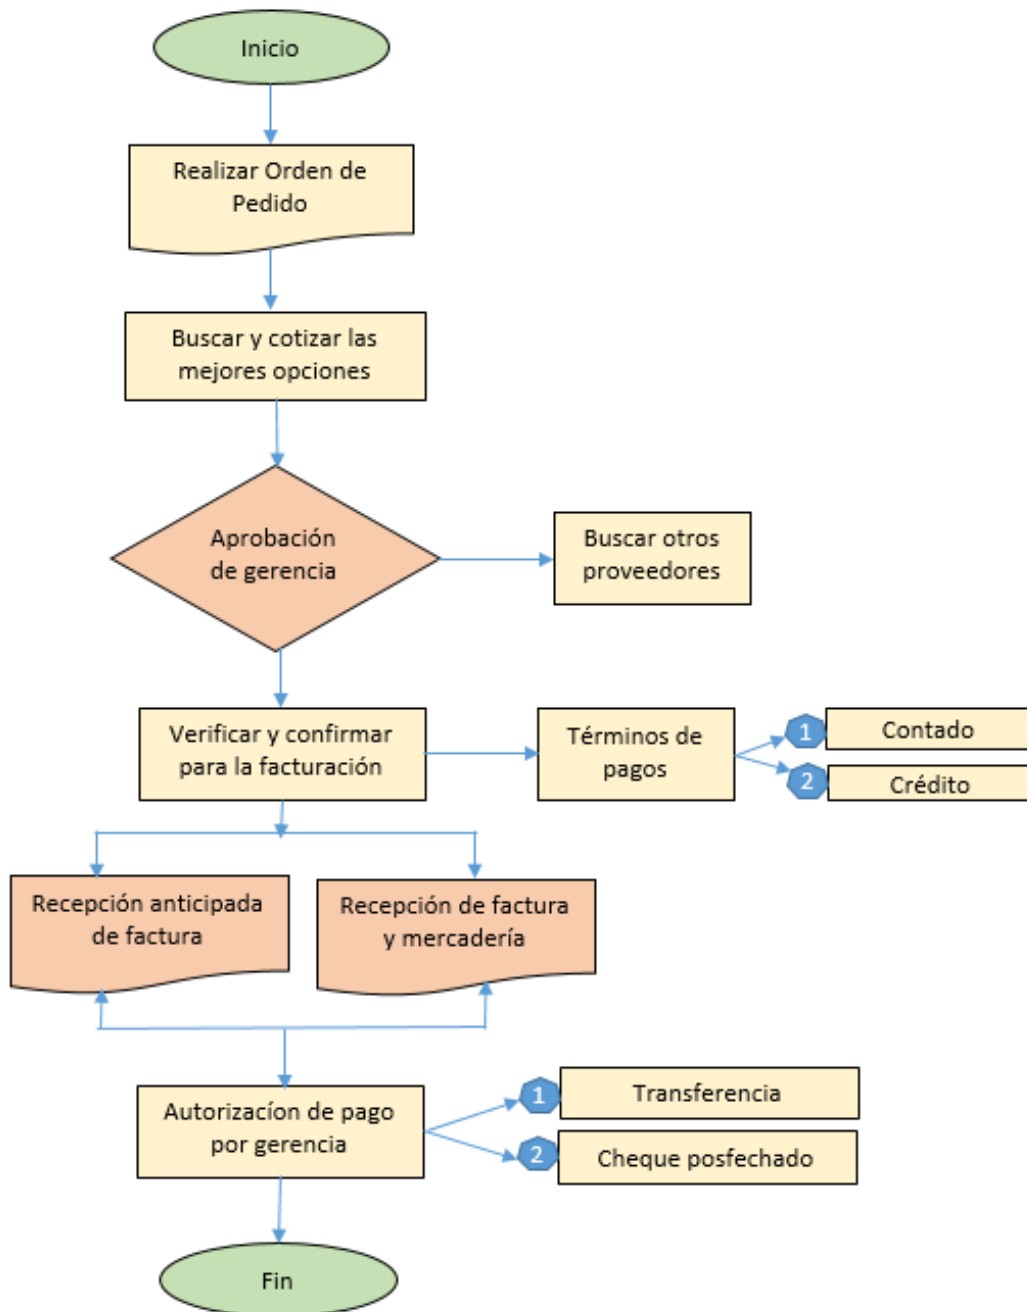 Inicio
Realizar Orden de
Pedido
Buscar y cotizar las
mejores opciones
Aprobación
de gerencia
Buscar otros
proveedores
Verificar y confirmar
para la facturación
Términos de
pagos
1
Contado
2
Crédito
Recepción anticipada
de factura
Recepción de factura
y mercadería
Autorizacíon de pago
por gerencia
1
Transferencia
2
Cheque posfechado
Fin